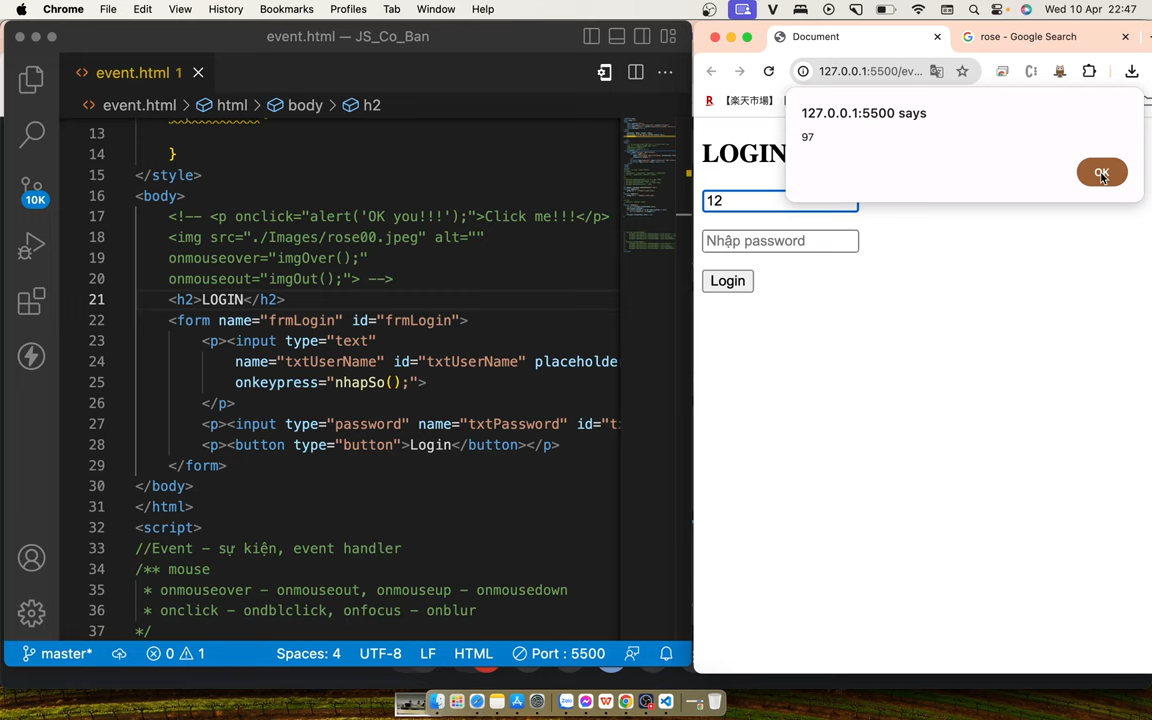 Chrome File Edit View History Bookmarks Profiles Tab Window Help Wed 10 Apr 22:47
event.html — JS_Co_Ban
event.html 1
event.html > html > body > h2
13
14 }
15 </style>
16 <body>
17 <!-- <p onclick="alert('OK you!!!');">Click me!!!</p>
18 <img src="./Images/rose00.jpeg" alt=""
19 onmouseover="imgOver();"
20 onmouseout="imgOut();"> -->
21 <h2>LOGIN</h2>
22 <form name="frmLogin" id="frmLogin">
23 <p><input type="text"
24 name="txtUserName" id="txtUserName" placeholde
25 onkeypress="nhapSo();">
26 </p>
27 <p><input type="password" name="txtPassword" id="t
28 <p><button type="button">Login</button></p>
29 </form>
30 </body>
31 </html>
32 <script>
33 //Event – sự kiện, event handler
34 /** mouse
35 * onmouseover – onmouseout, onmouseup – onmousedown
36 * onclick – ondblclick, onfocus – onblur
37 */
10K
master* 0 1 Spaces: 4 UTF-8 LF HTML Port : 5500
Document
rose - Google Search
127.0.0.1:5500/ev...
R 【楽天市場】
127.0.0.1:5500 says
97
OK
LOGIN
12
Nhập password
Login